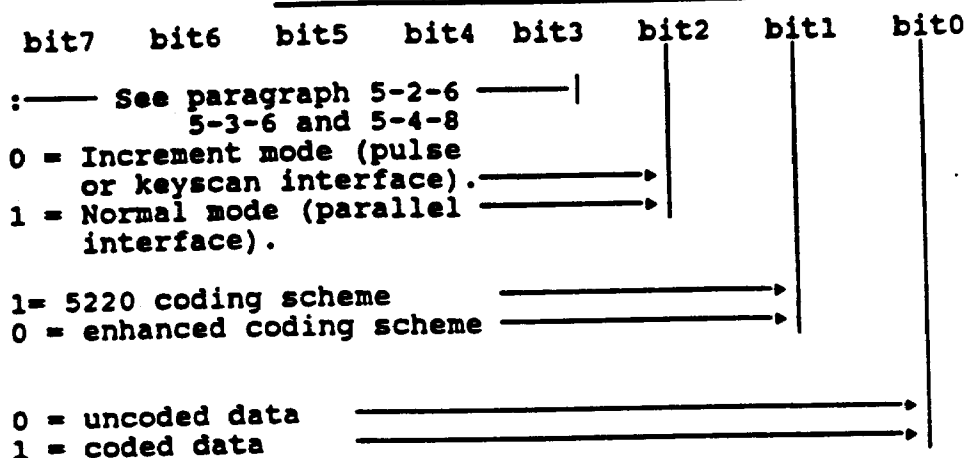 bit7 bit6 bit5 bit4 bit3 bit2 bit1 bit0
: See paragraph 5-2-6
5-3-6 and 5-4-8
0 = Increment mode (pulse
or keyscan interface).
1 = Normal mode (parallel
interface).
1= 5220 coding scheme
0 = enhanced coding scheme
0 = uncoded data
1 = coded data